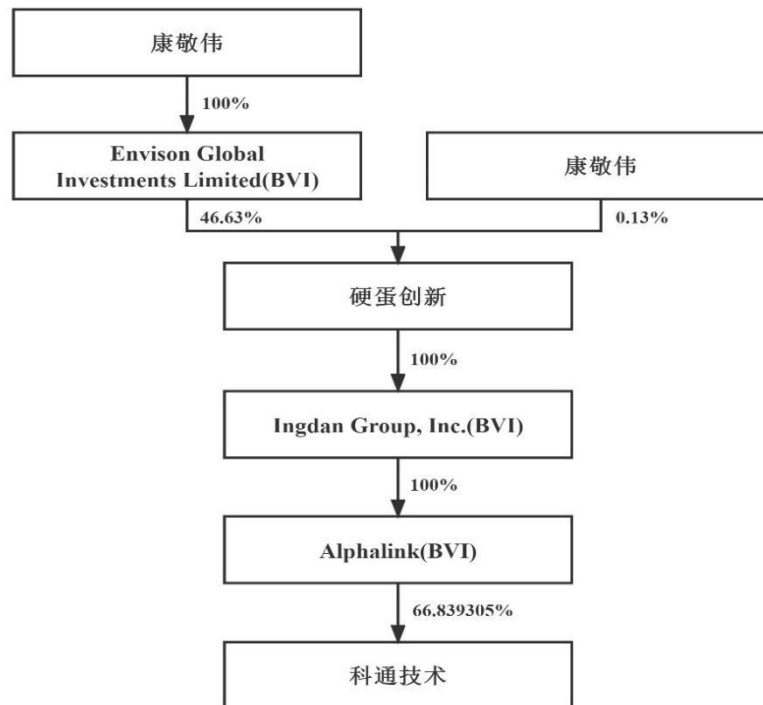 康敬伟
100%
Envison Global
Investments Limited(BVI)
康敬伟
46.63%
0.13%
硬蛋创新
100%
Ingdan Group, Inc.(BVI)
100%
Alphalink(BVI)
66.839305%
科通技术